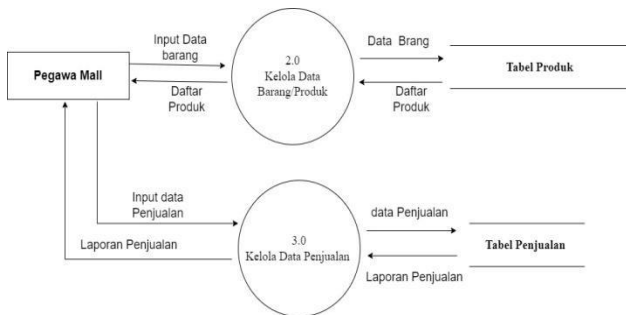 Input Data
barang
Pegawa Mall
Daftar
Produk
2.0
Kelola Data
Barang/Produk
Data Brang
Daftar
Produk
Tabel Produk
Input data
Penjualan
Laporan Penjualan
3.0
Kelola Data Penjualan
data Penjualan
Laporan Penjualan
Tabel Penjualan